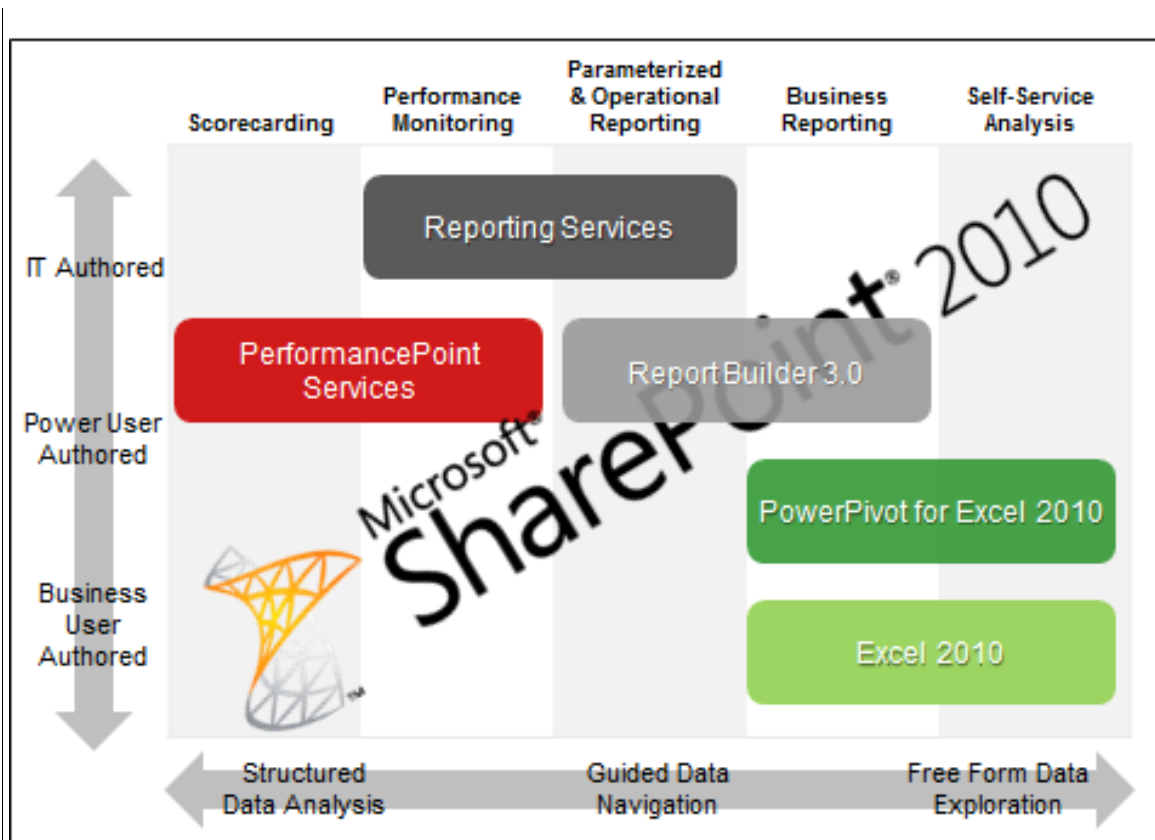 Scorecarding
Performance
Monitoring
Parameterized
& Operational
Reporting
Business
Reporting
Self-Service
Analysis
IT Authored
Reporting Services
PerformancePoint
Services
Report Builder 3.0
Power User
Authored
Microsoft®
SharePoint® 2010
PowerPivot for Excel 2010
Business
User
Authored
Excel 2010
TM
Structured
Data Analysis
Guided Data
Navigation
Free Form Data
Exploration